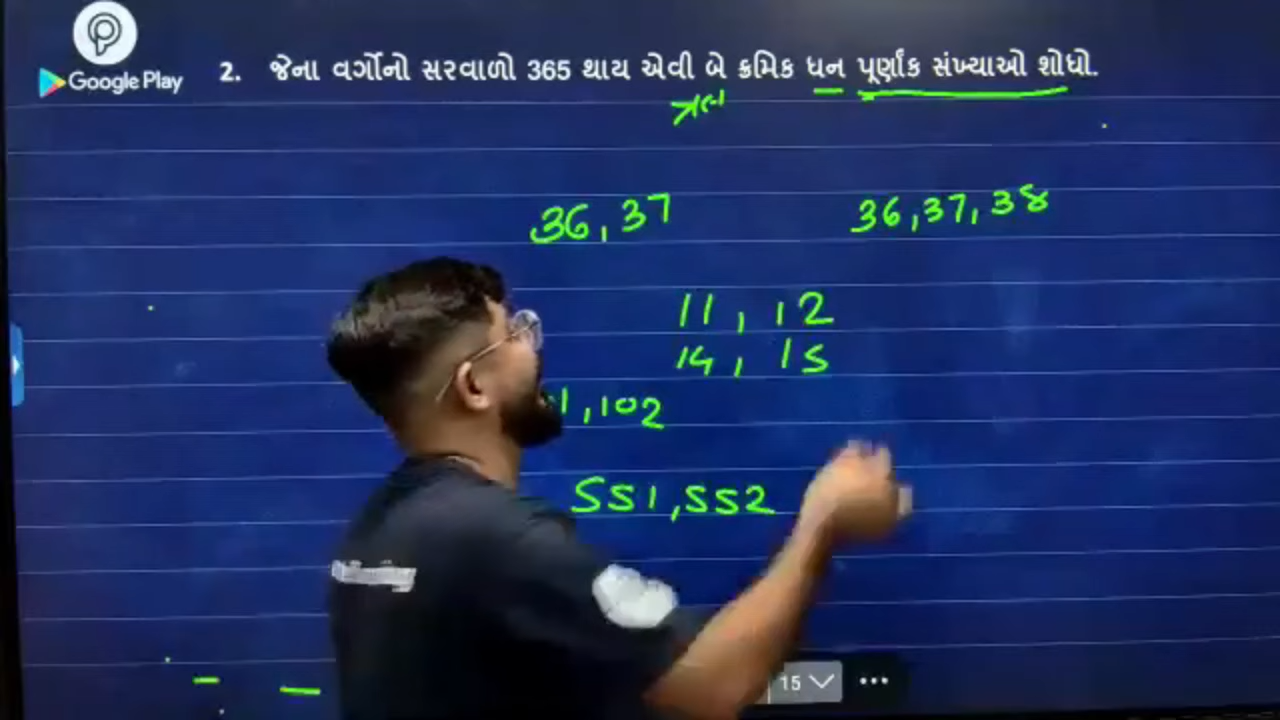 Google Play
2. જેના વર્ગોનો સરવાળો 365 થાય એવી બે ક્રમિક ધન પૂર્ણાંક સંખ્યાઓ શોધો.
36, 37
36, 37, 38
11, 12
14, 15
1, 102
551, 552
15